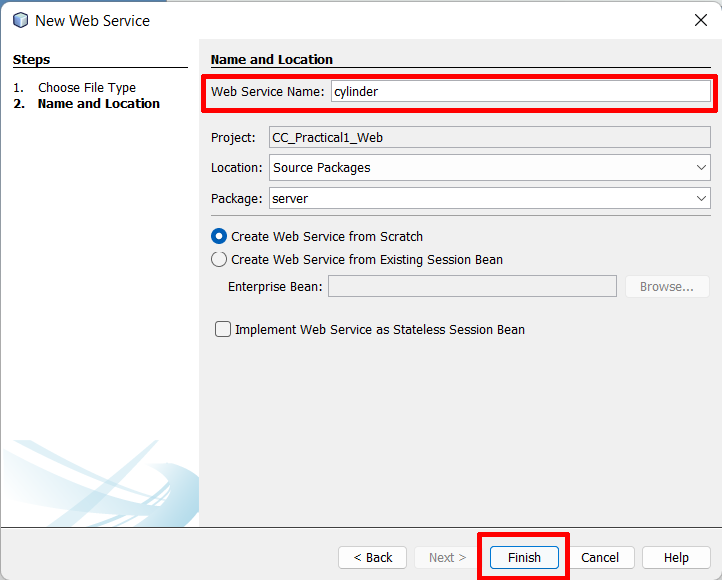 New Web Service
Steps
1. Choose File Type
2. Name and Location
Name and Location
Web Service Name: cylinder
Project: CC_Practical1_Web
Location: Source Packages
Package: server
Create Web Service from Scratch
Create Web Service from Existing Session Bean
Enterprise Bean: Browse...
Implement Web Service as Stateless Session Bean
< Back Next > Finish Cancel Help